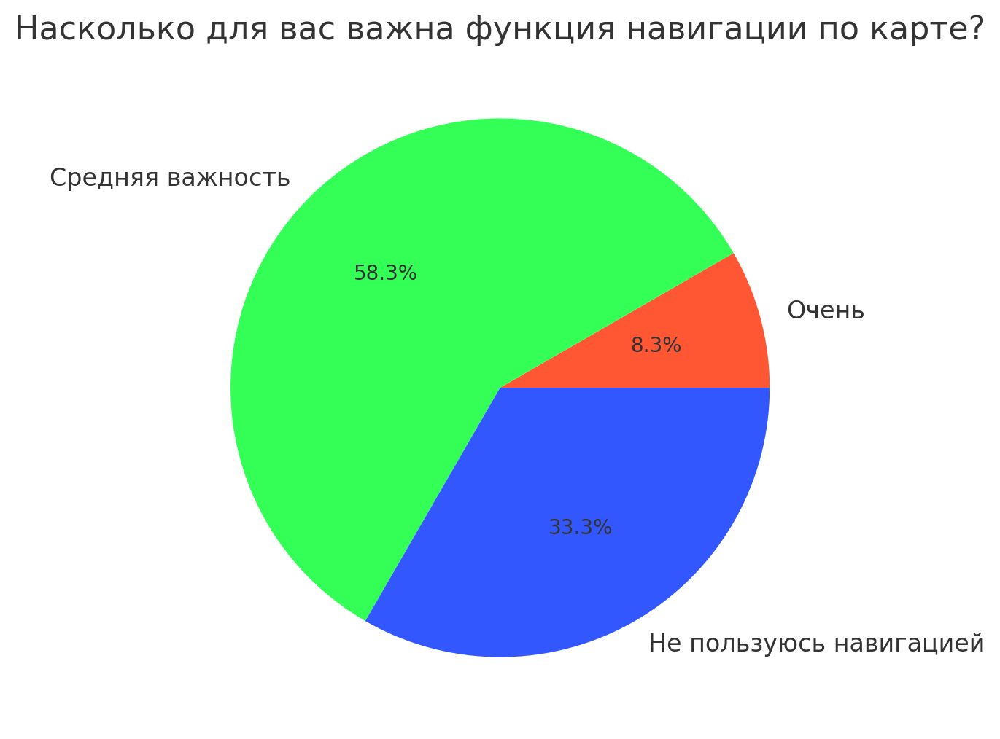 Насколько для вас важна функция навигации по карте?
Средняя важность
58.3%
Очень
8.3%
33.3%
Не пользуюсь навигацией